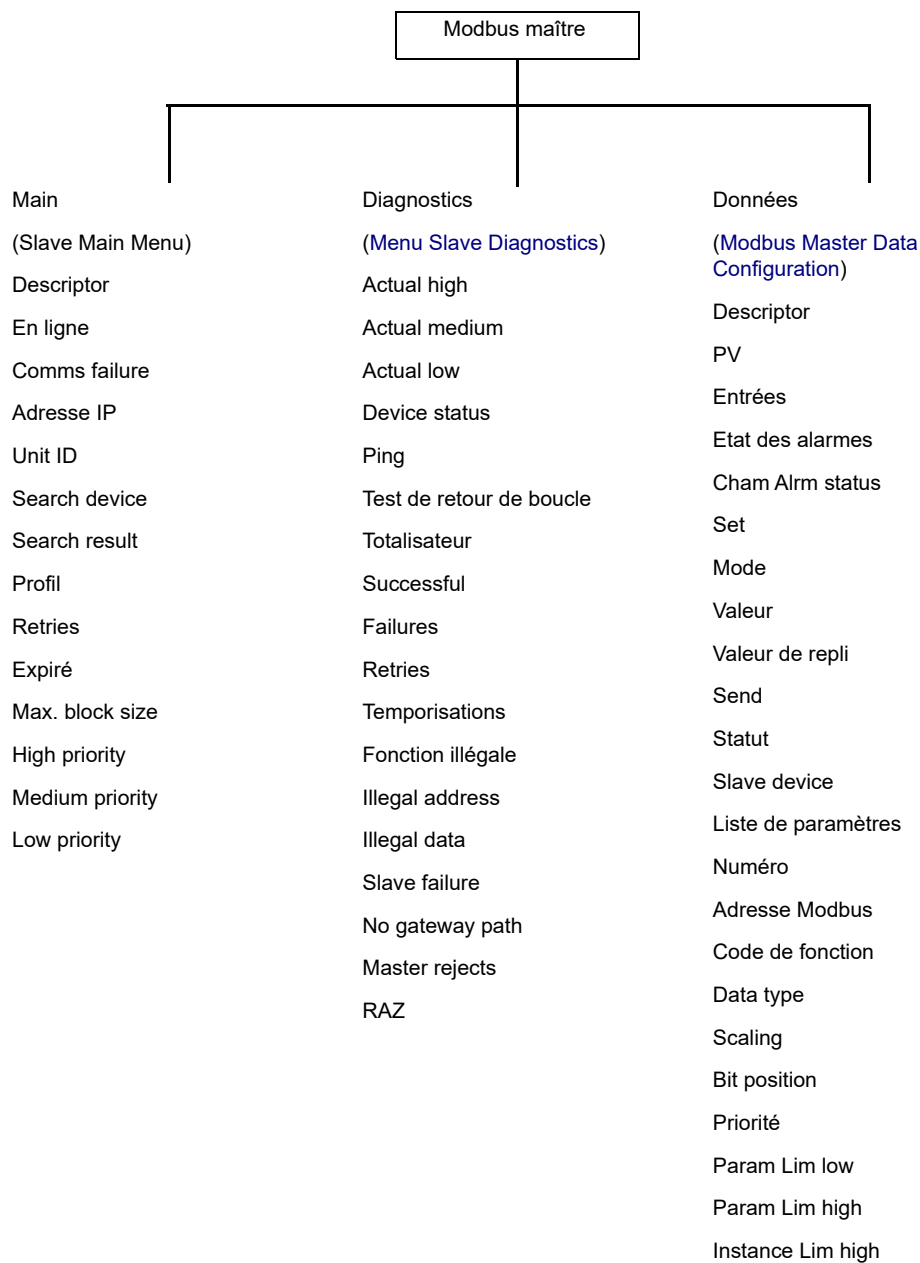 Modbus maître
Main
(Slave Main Menu)
Descriptor
En ligne
Comms failure
Adresse IP
Unit ID
Search device
Search result
Profil
Retries
Expiré
Max. block size
High priority
Medium priority
Low priority
Diagnostics
(Menu Slave Diagnostics)
Actual high
Actual medium
Actual low
Device status
Ping
Test de retour de boucle
Totalisateur
Successful
Failures
Retries
Temporisations
Fonction illégale
Illegal address
Illegal data
Slave failure
No gateway path
Master rejects
RAZ
Données
(Modbus Master Data
Configuration)
Descriptor
PV
Entrées
Etat des alarmes
Cham Alrm status
Set
Mode
Valeur
Valeur de repli
Send
Statut
Slave device
Liste de paramètres
Numéro
Adresse Modbus
Code de fonction
Data type
Scaling
Bit position
Priorité
Param Lim low
Param Lim high
Instance Lim high